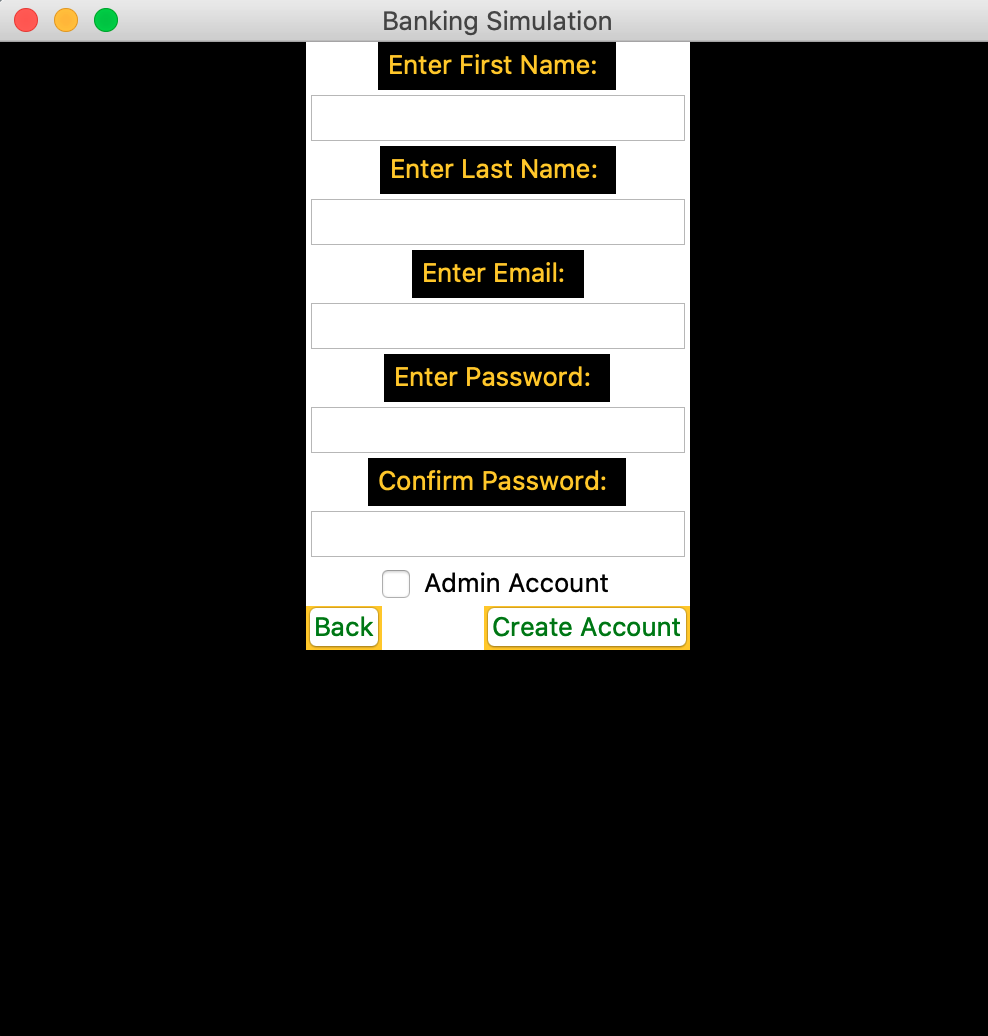 Banking Simulation
Enter First Name:
Enter Last Name:
Enter Email:
Enter Password:
Confirm Password:
Admin Account
Back Create Account